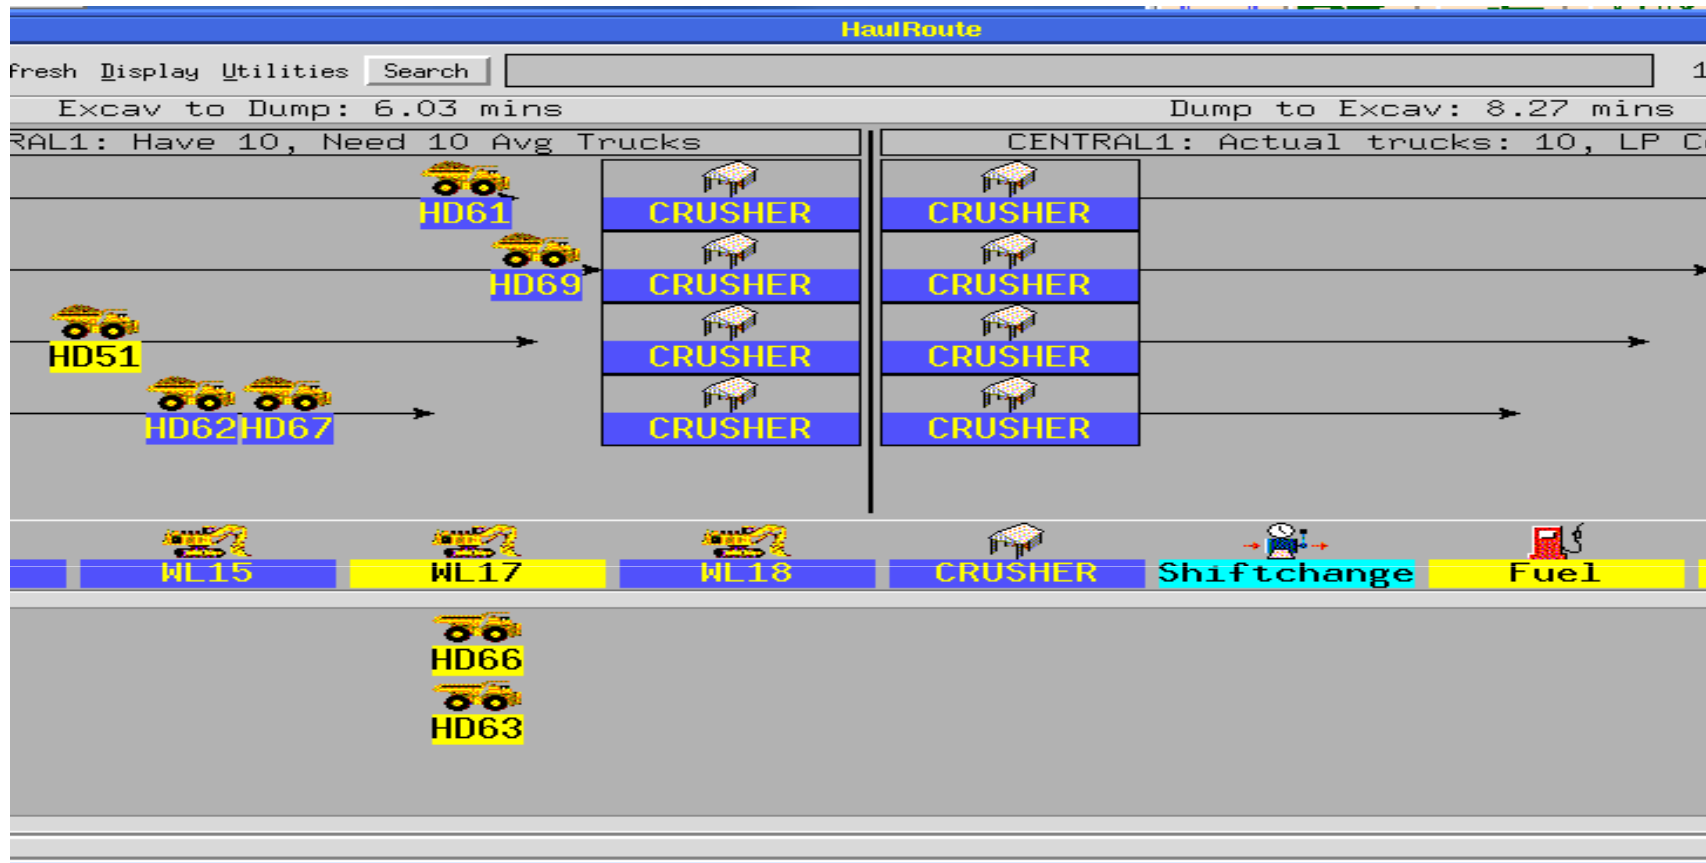 HaulRoute
fresh Display Utilities Search 1
Excav to Dump: 6.03 mins Dump to Excav: 8.27 mins
RAL1: Have 10, Need 10 Avg Trucks CENTRAL1: Actual trucks: 10, LP C
HD61 CRUSHER CRUSHER
HD69 CRUSHER CRUSHER
HD51 CRUSHER CRUSHER
HD62 HD67 CRUSHER CRUSHER
WL15 WL17 WL18 CRUSHER Shiftchange Fuel
HD66
HD63